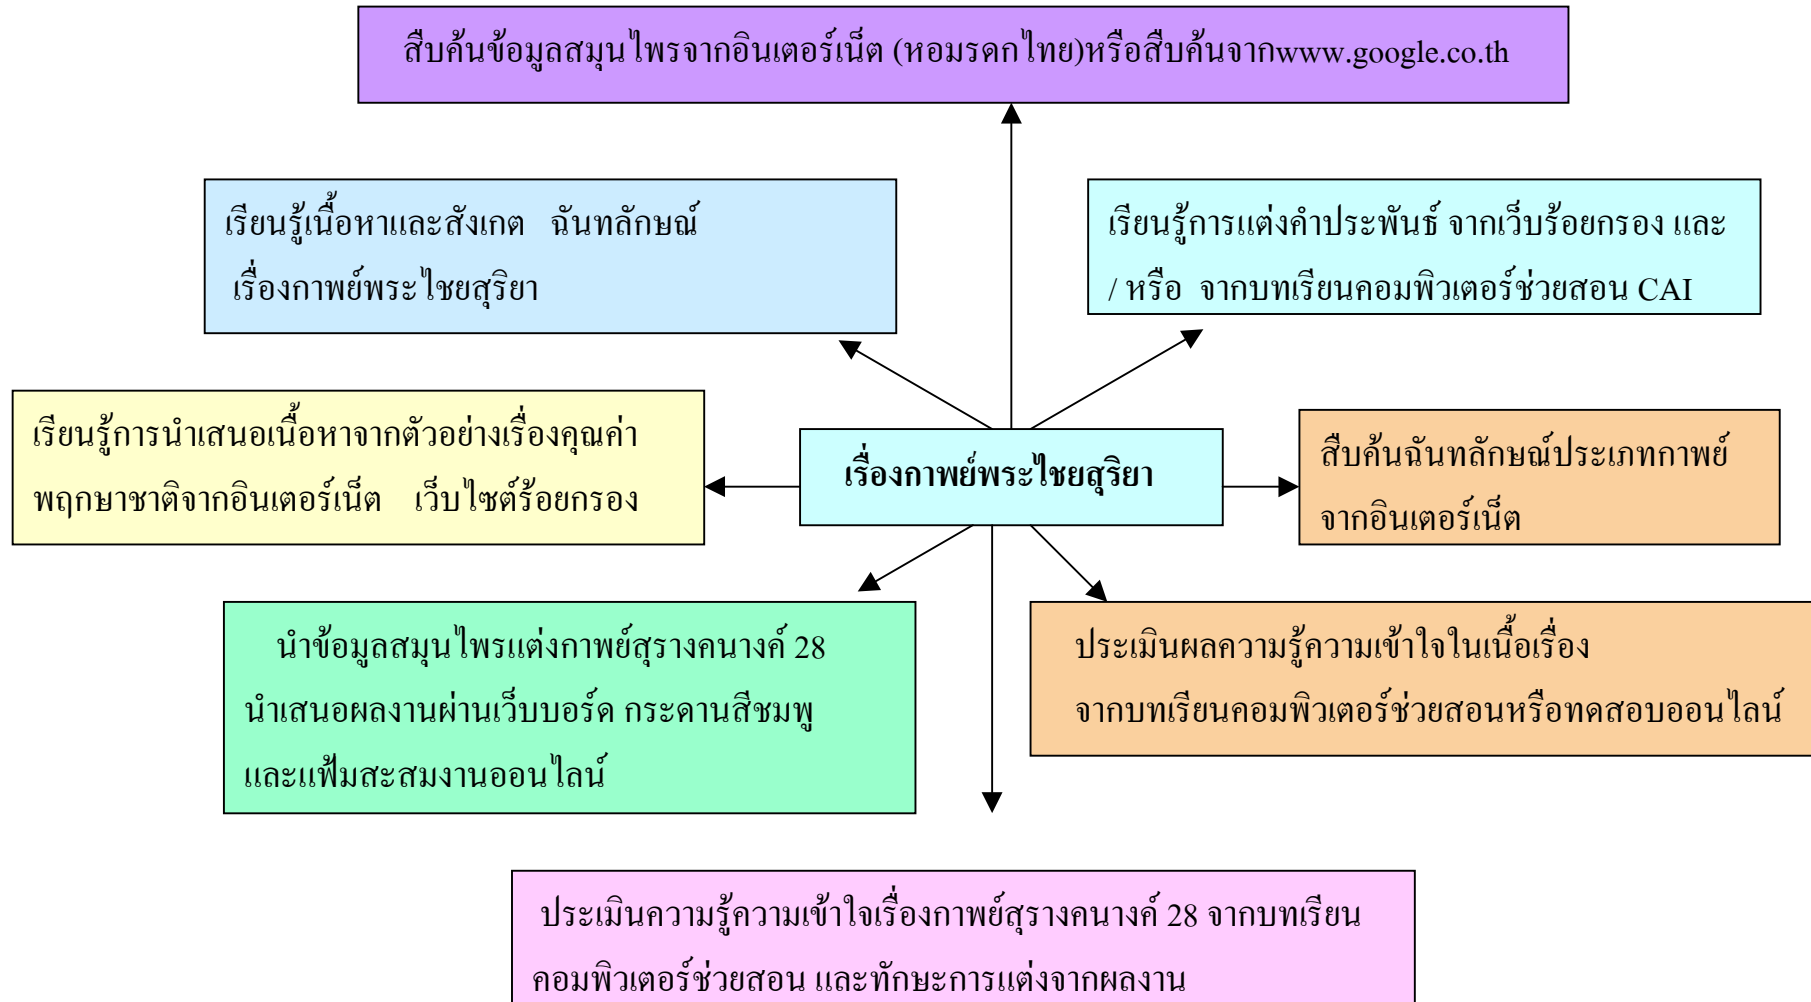 สืบค้นข้อมูลสมุนไพรจากอินเตอร์เน็ต (หอมรดกไทย)หรือสืบค้นจากwww.google.co.th
เรียนรู้เนื้อหาและสังเกต ฉันทลักษณ์
เรื่องกาพย์พระไชยสุริยา
เรียนรู้การแต่งคำประพันธ์ จากเว็บร้อยกรอง และ
/ หรือ จากบทเรียนคอมพิวเตอร์ช่วยสอน CAI
เรียนรู้การนำเสนอเนื้อหาจากตัวอย่างเรื่องคุณค่า
พฤกษาชาติจากอินเตอร์เน็ต เว็บไซต์ร้อยกรอง
เรื่องกาพย์พระไชยสุริยา
สืบค้นฉันทลักษณ์ประเภทกาพย์
จากอินเตอร์เน็ต
นำข้อมูลสมุนไพรแต่งกาพย์สุรางคนางค์ 28
นำเสนอผลงานผ่านเว็บบอร์ด กระดานสีชมพู
และแฟ้มสะสมงานออนไลน์
ประเมินผลความรู้ความเข้าใจในเนื้อเรื่อง
จากบทเรียนคอมพิวเตอร์ช่วยสอนหรือทดสอบออนไลน์
ประเมินความรู้ความเข้าใจเรื่องกาพย์สุรางคนางค์ 28 จากบทเรียน
คอมพิวเตอร์ช่วยสอน และทักษะการแต่งจากผลงาน